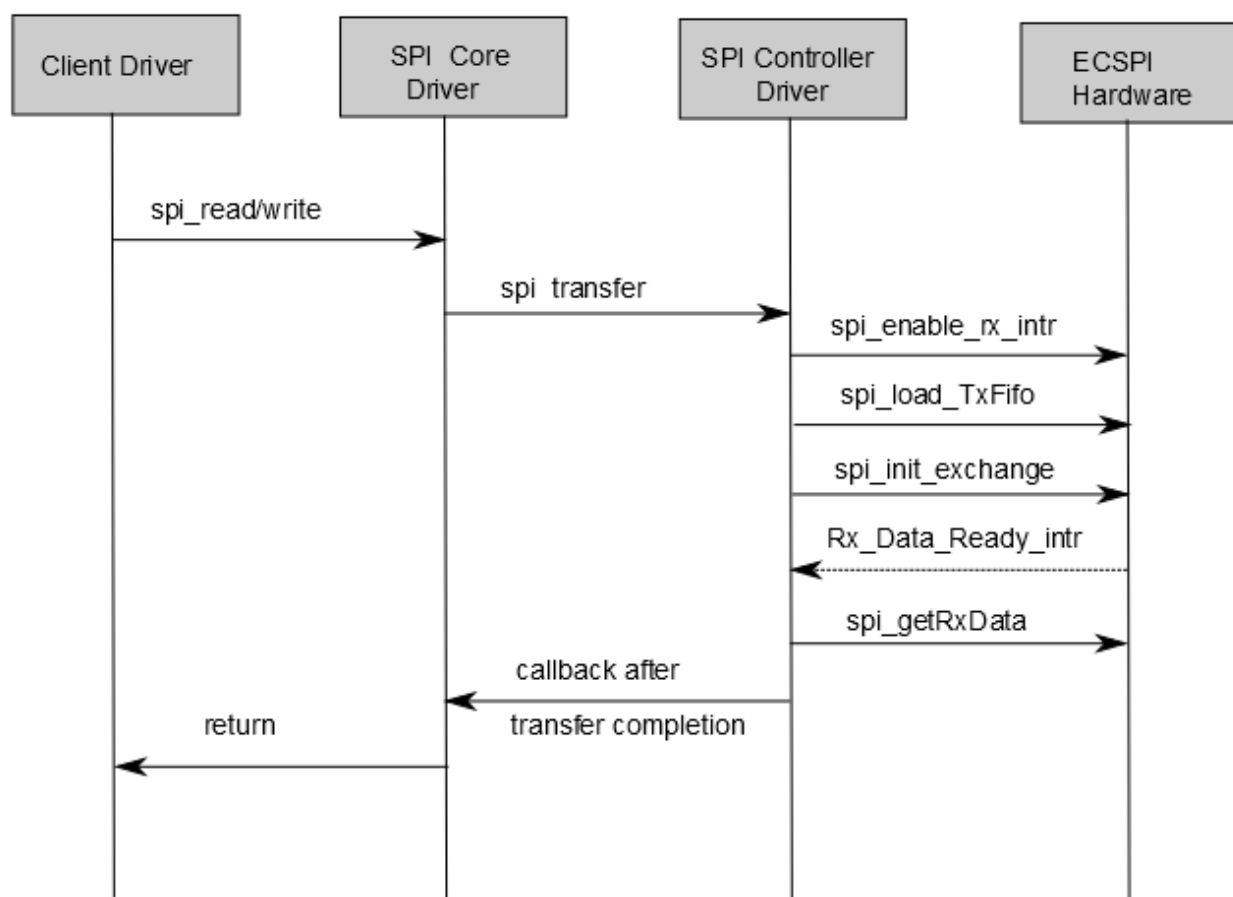 Client Driver
SPI Core
Driver
SPI Controller
Driver
ECSPI
Hardware
spi_read/write
spi transfer
spi_enable_rx_intr
spi_load_TxFifo
spi_init_exchange
Rx_Data_Ready_intr
spi_getRxData
callback after
transfer completion
return